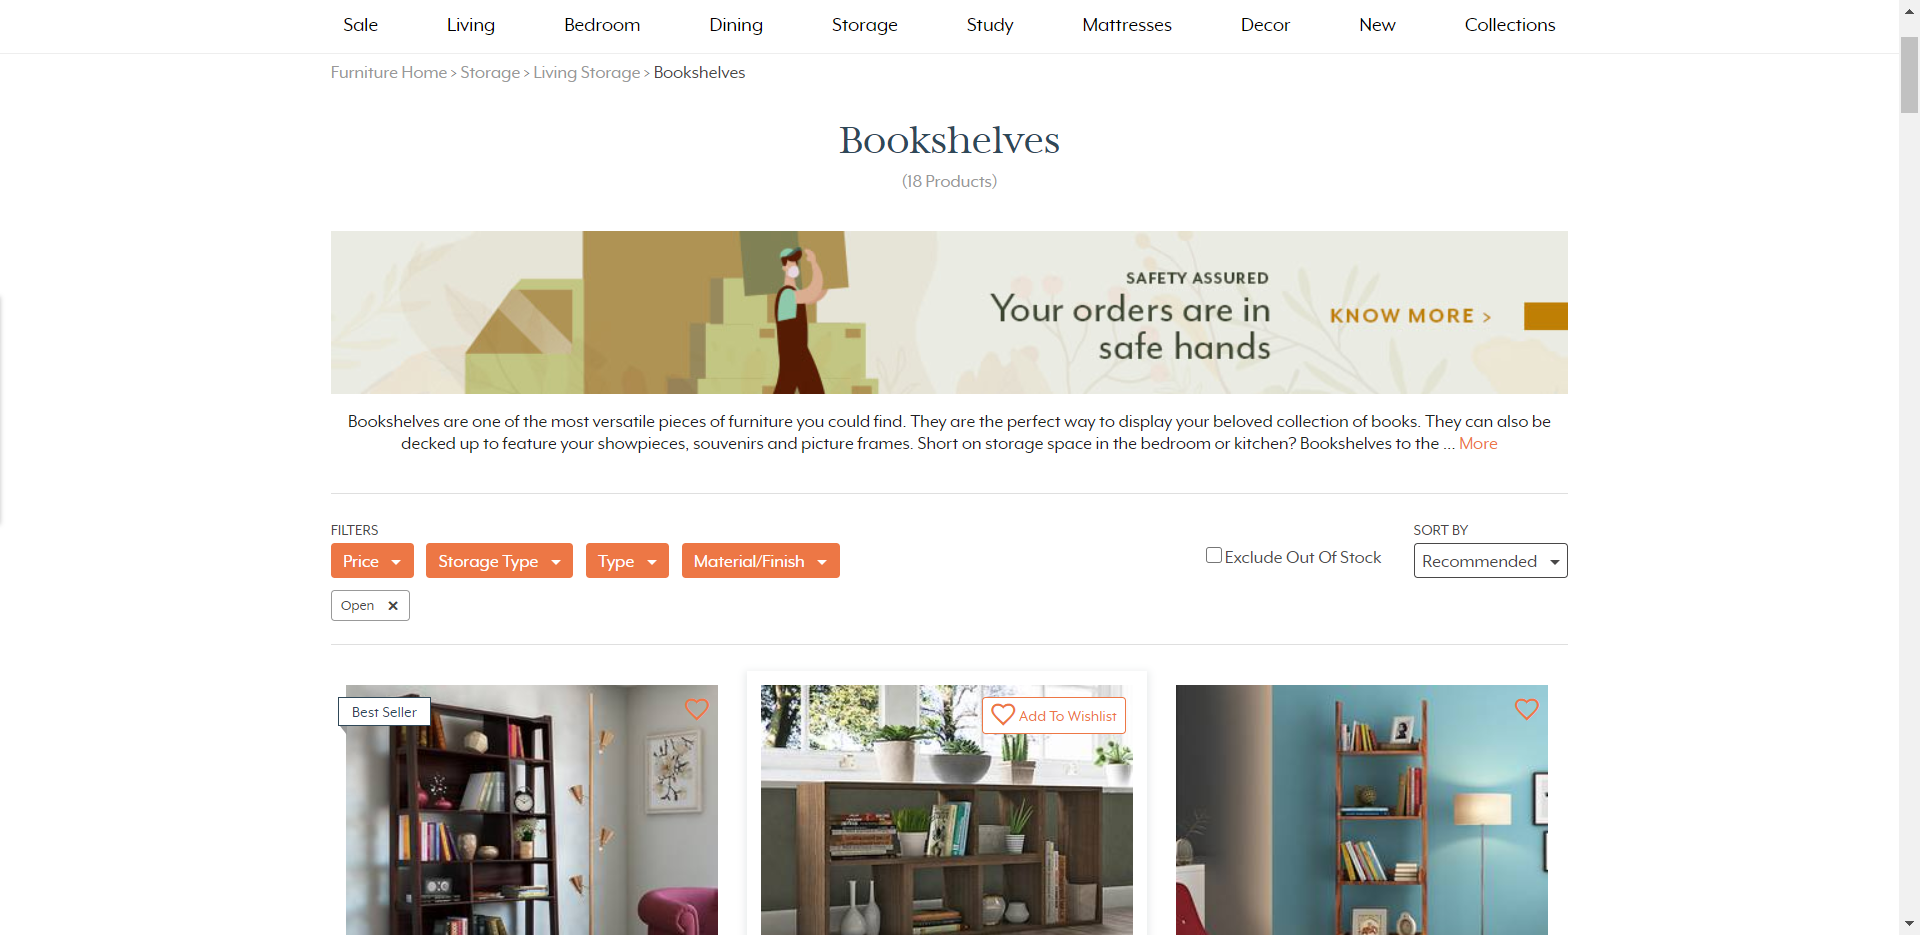 Sale Living Bedroom Dining Storage Study Mattresses Decor New Collections
Furniture Home > Storage > Living Storage > Bookshelves
Bookshelves
(18 Products)
SAFETY ASSURED
Your orders are in
safe hands
KNOW MORE >
Bookshelves are one of the most versatile pieces of furniture you could find. They are the perfect way to display your beloved collection of books. They can also be
decked up to feature your showpieces, souvenirs and picture frames. Short on storage space in the bedroom or kitchen? Bookshelves to the ... More
FILTERS
SORT BY
Price Storage Type Type Material/Finish
Exclude Out Of Stock
Recommended
Open ×
Best Seller
Add To Wishlist